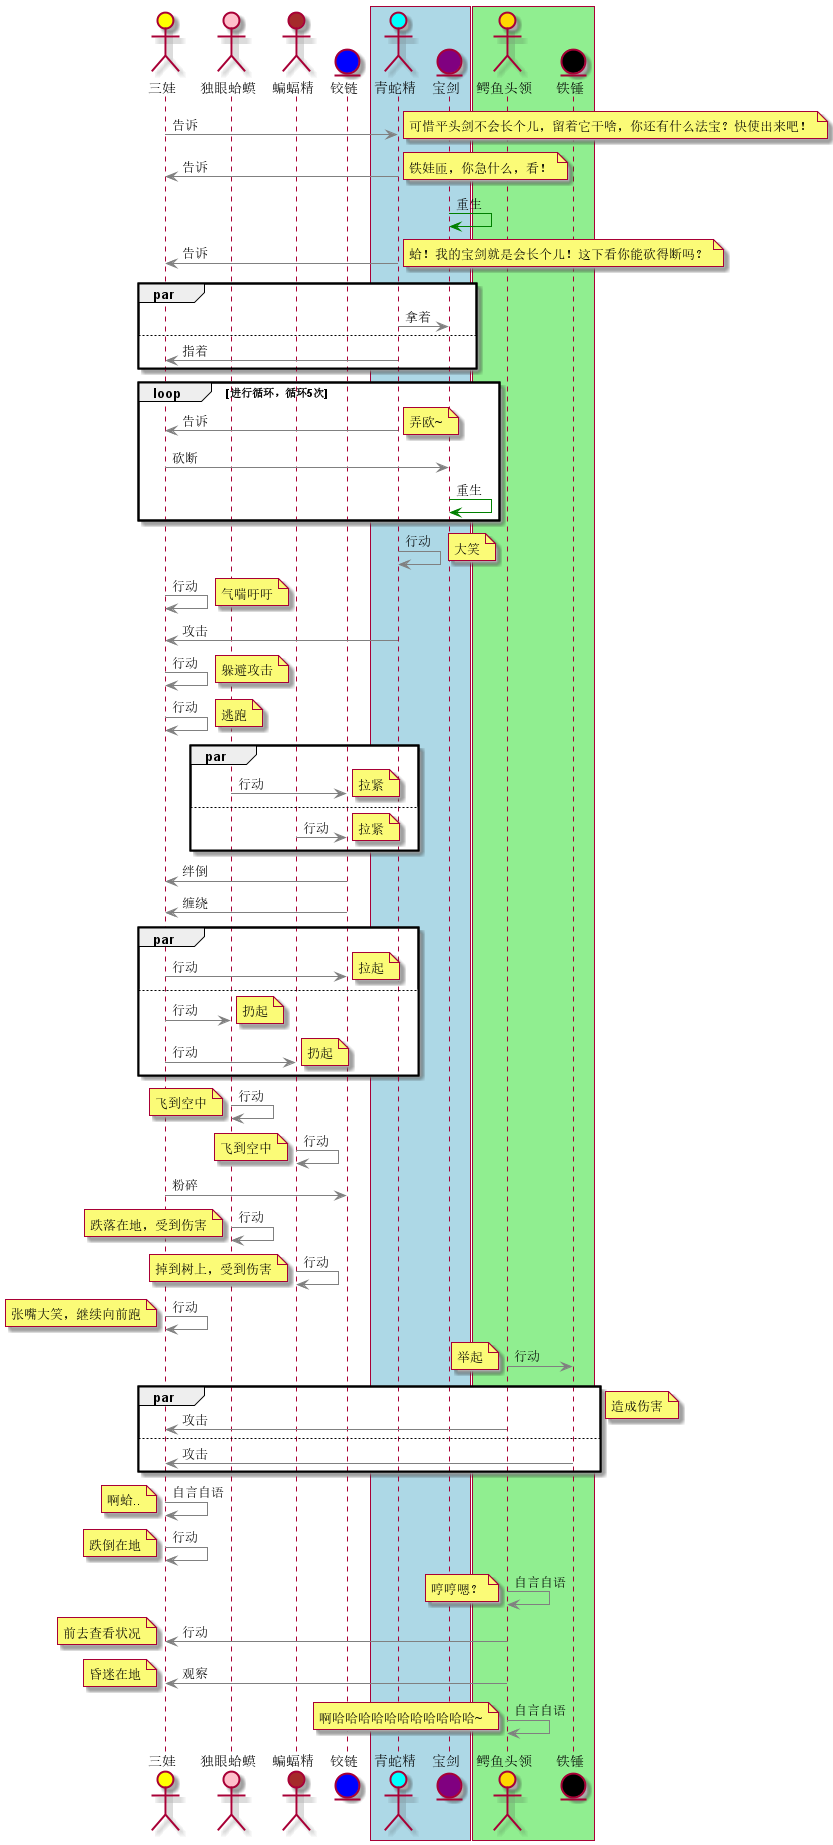 三娃 独眼蛤蟆 蝙蝠精 铰链 青蛇精 宝剑 鳄鱼头领 铁锤
告诉 可惜平头剑不会长个儿，留着它干啥，你还有什么法宝？快使出来吧！
告诉 铁娃匝，你急什么，看！
重生
告诉 蛤！我的宝剑就是会长个儿！这下看你能砍得断吗？
par
拿着
指着
loop [进行循环，循环5次]
告诉 弄欧~
砍断
重生
行动 大笑
行动 气喘吁吁
攻击
行动 躲避攻击
行动 逃跑
par
行动 拉紧
行动 拉紧
绊倒
缠绕
par
行动 拉起
行动 扔起
行动 扔起
飞到空中 行动
飞到空中 行动
粉碎
跌落在地，受到伤害 行动
掉到树上，受到伤害 行动
张嘴大笑，继续向前跑 行动
举起 行动
par 造成伤害
攻击
攻击
啊蛤.. 自言自语
跌倒在地 行动
哼哼嗯？ 自言自语
前去查看状况 行动
昏迷在地 观察
啊哈哈哈哈哈哈哈哈哈哈哈~ 自言自语
三娃 独眼蛤蟆 蝙蝠精 铰链 青蛇精 宝剑 鳄鱼头领 铁锤